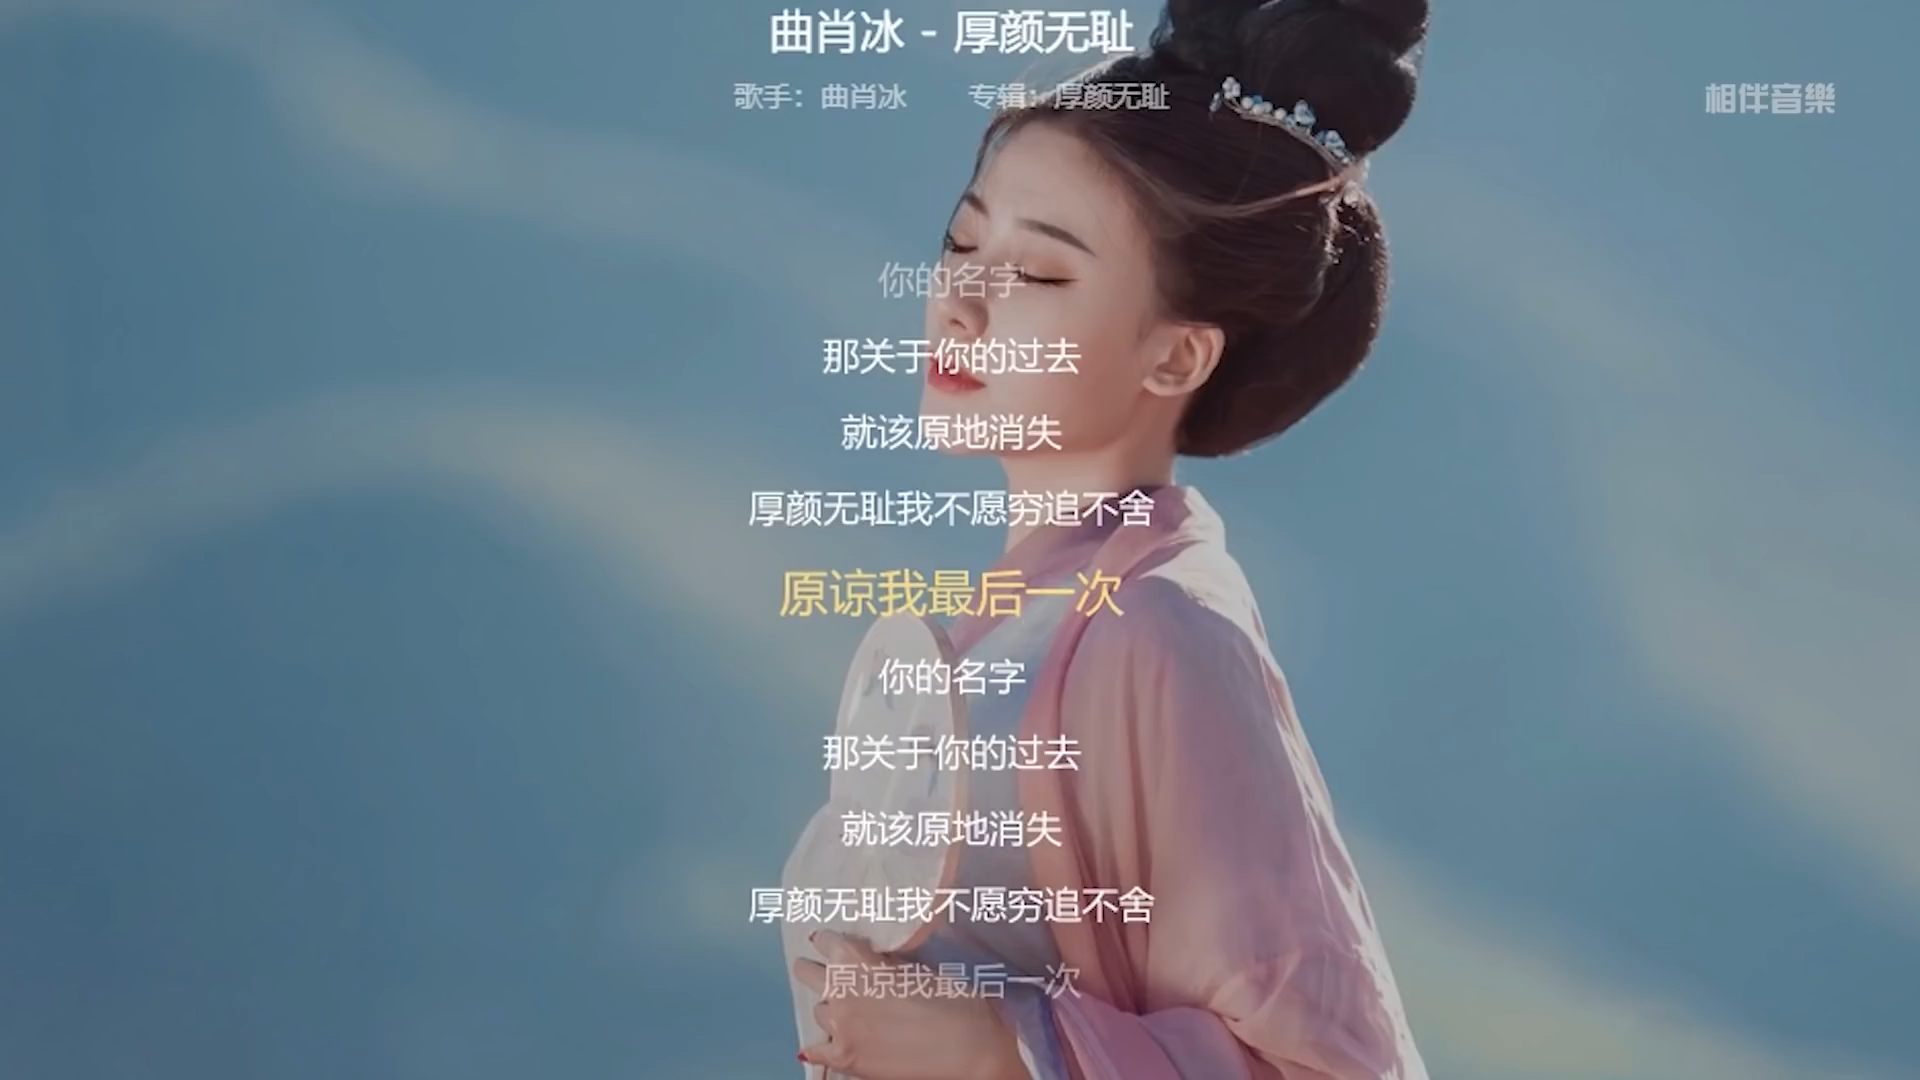 曲肖冰 - 厚颜无耻
歌手：曲肖冰 专辑：厚颜无耻
相伴音樂
你的名字
那关于你的过去
就该原地消失
厚颜无耻我不愿穷追不舍
原谅我最后一次
你的名字
那关于你的过去
就该原地消失
厚颜无耻我不愿穷追不舍
原谅我最后一次